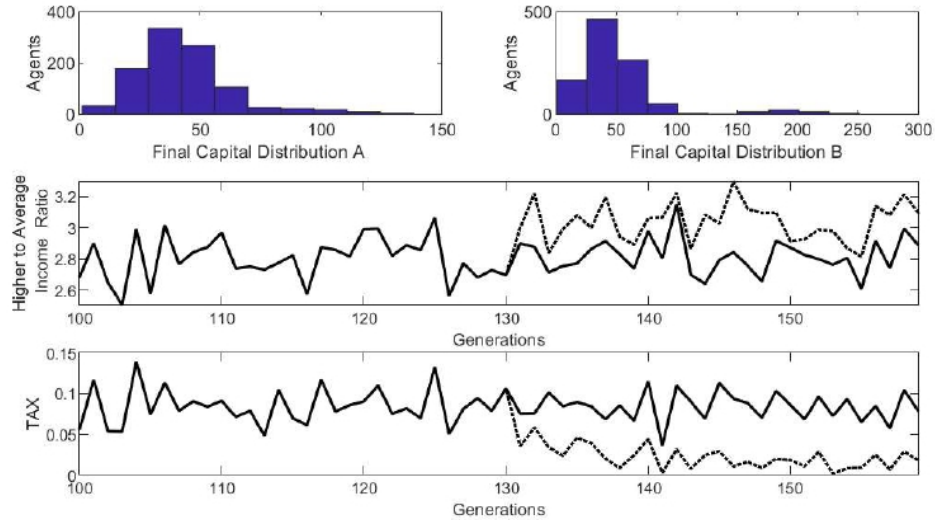 400
200
0
Agents
0 50 100 150
Final Capital Distribution A
500
0
Agents
0 50 100 150 200 250 300
Final Capital Distribution B
Higher to Average
Income Ratio
3.2
3
2.8
2.6
100 110 120 130 140 150
Generations
TAX
0.15
0.1
0.05
0
100 110 120 130 140 150
Generations